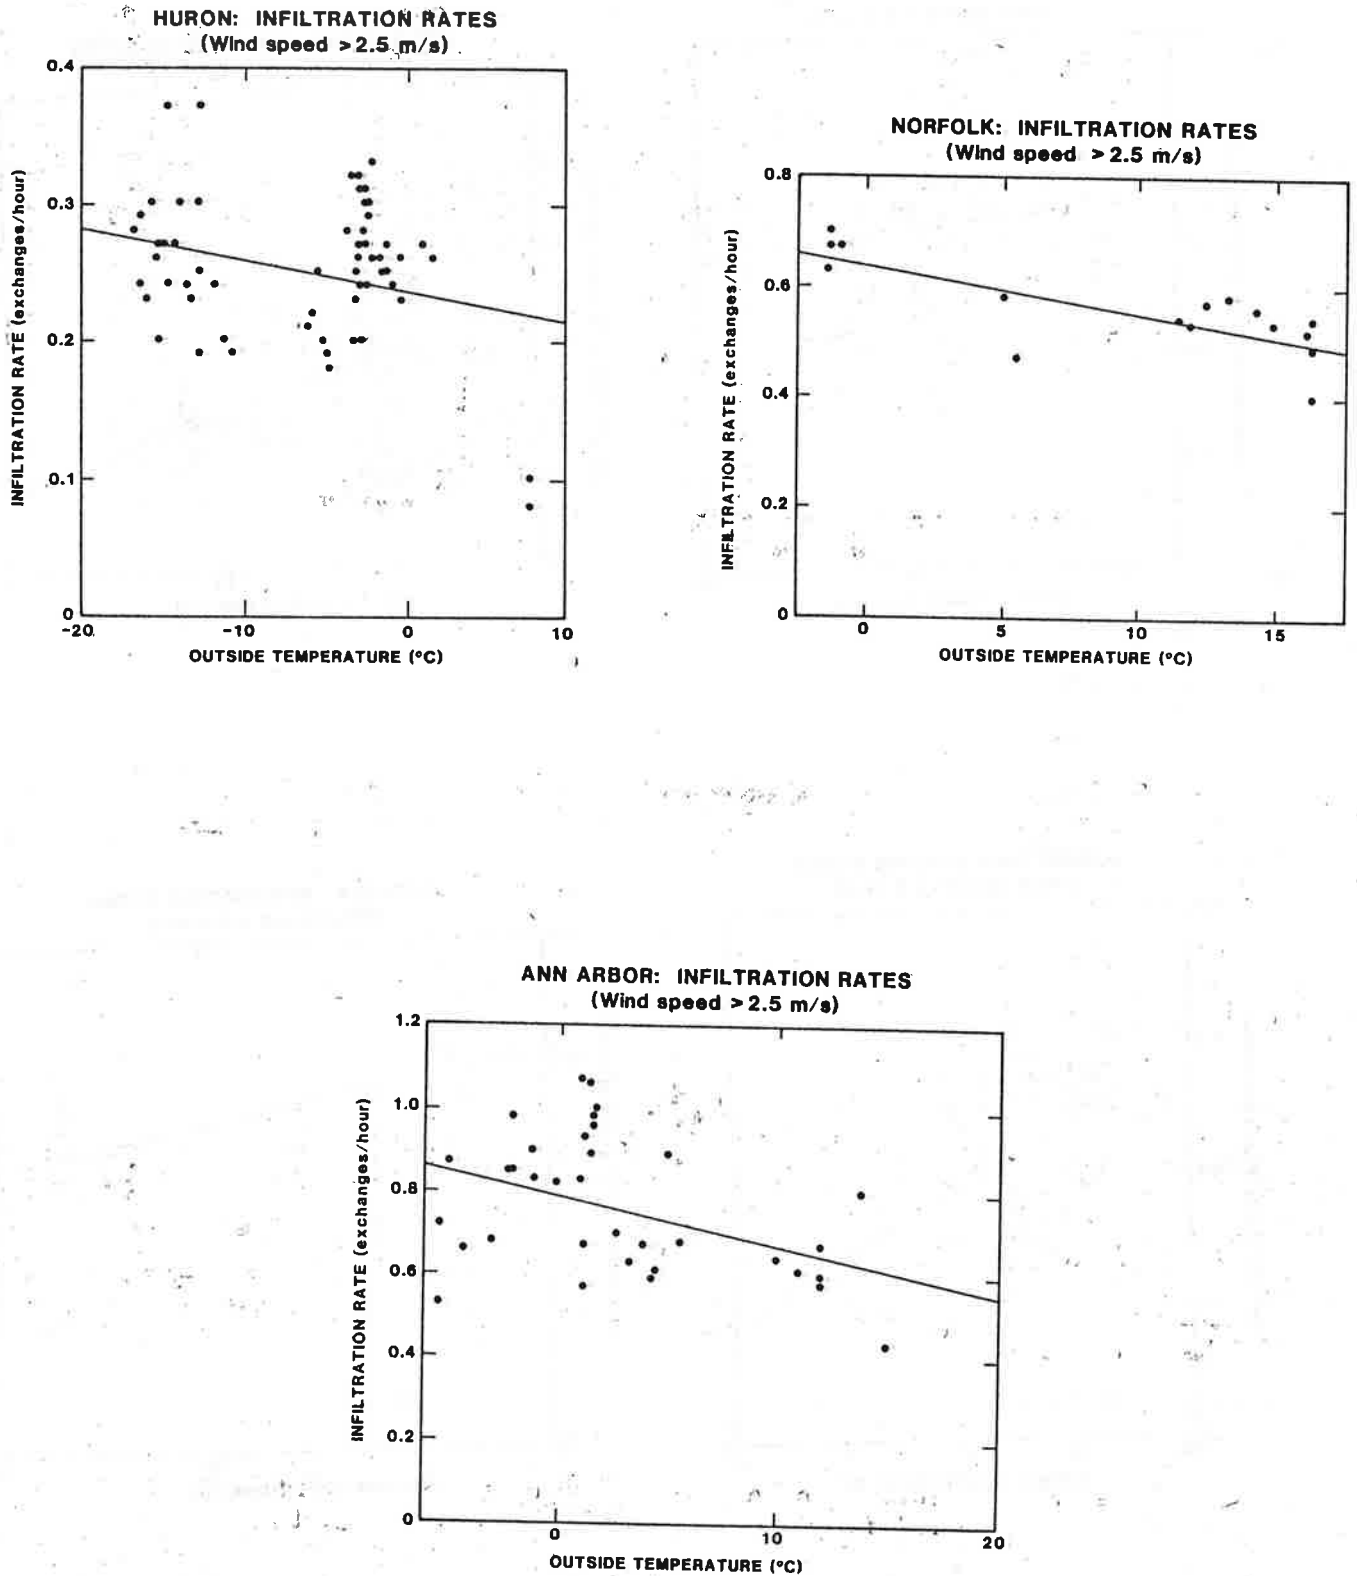 HURON: INFILTRATION RATES
(Wind speed > 2.5 m/s)
INFILTRATION RATE (exchanges/hour)
0.4
0.3
0.2
0.1
0
-20
-10
0
10
OUTSIDE TEMPERATURE (°C)
NORFOLK: INFILTRATION RATES
(Wind speed > 2.5 m/s)
INFILTRATION RATE (exchanges/hour)
0.8
0.6
0.4
0.2
0
0
5
10
15
OUTSIDE TEMPERATURE (°C)
ANN ARBOR: INFILTRATION RATES
(Wind speed > 2.5 m/s)
INFILTRATION RATE (exchanges/hour)
1.2
1.0
0.8
0.6
0.4
0.2
0
0
10
20
OUTSIDE TEMPERATURE (°C)